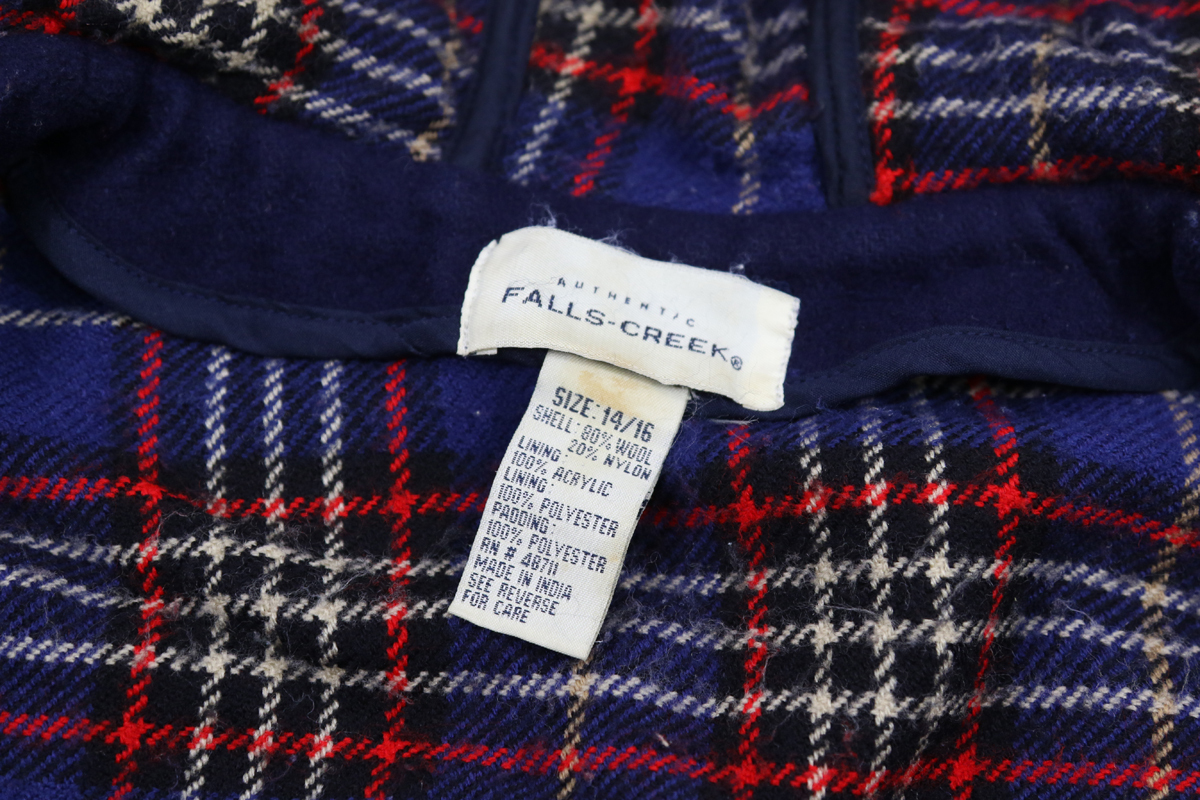 AUTHENTIC
FALLS-CREEK®
SIZE: 14/16
SHELL: 80% WOOL
20% NYLON
LINING:
100% ACRYLIC
LINING:
100% POLYESTER
PADDING:
100% POLYESTER
RN # 48711
MADE IN INDIA
SEE REVERSE
FOR CARE